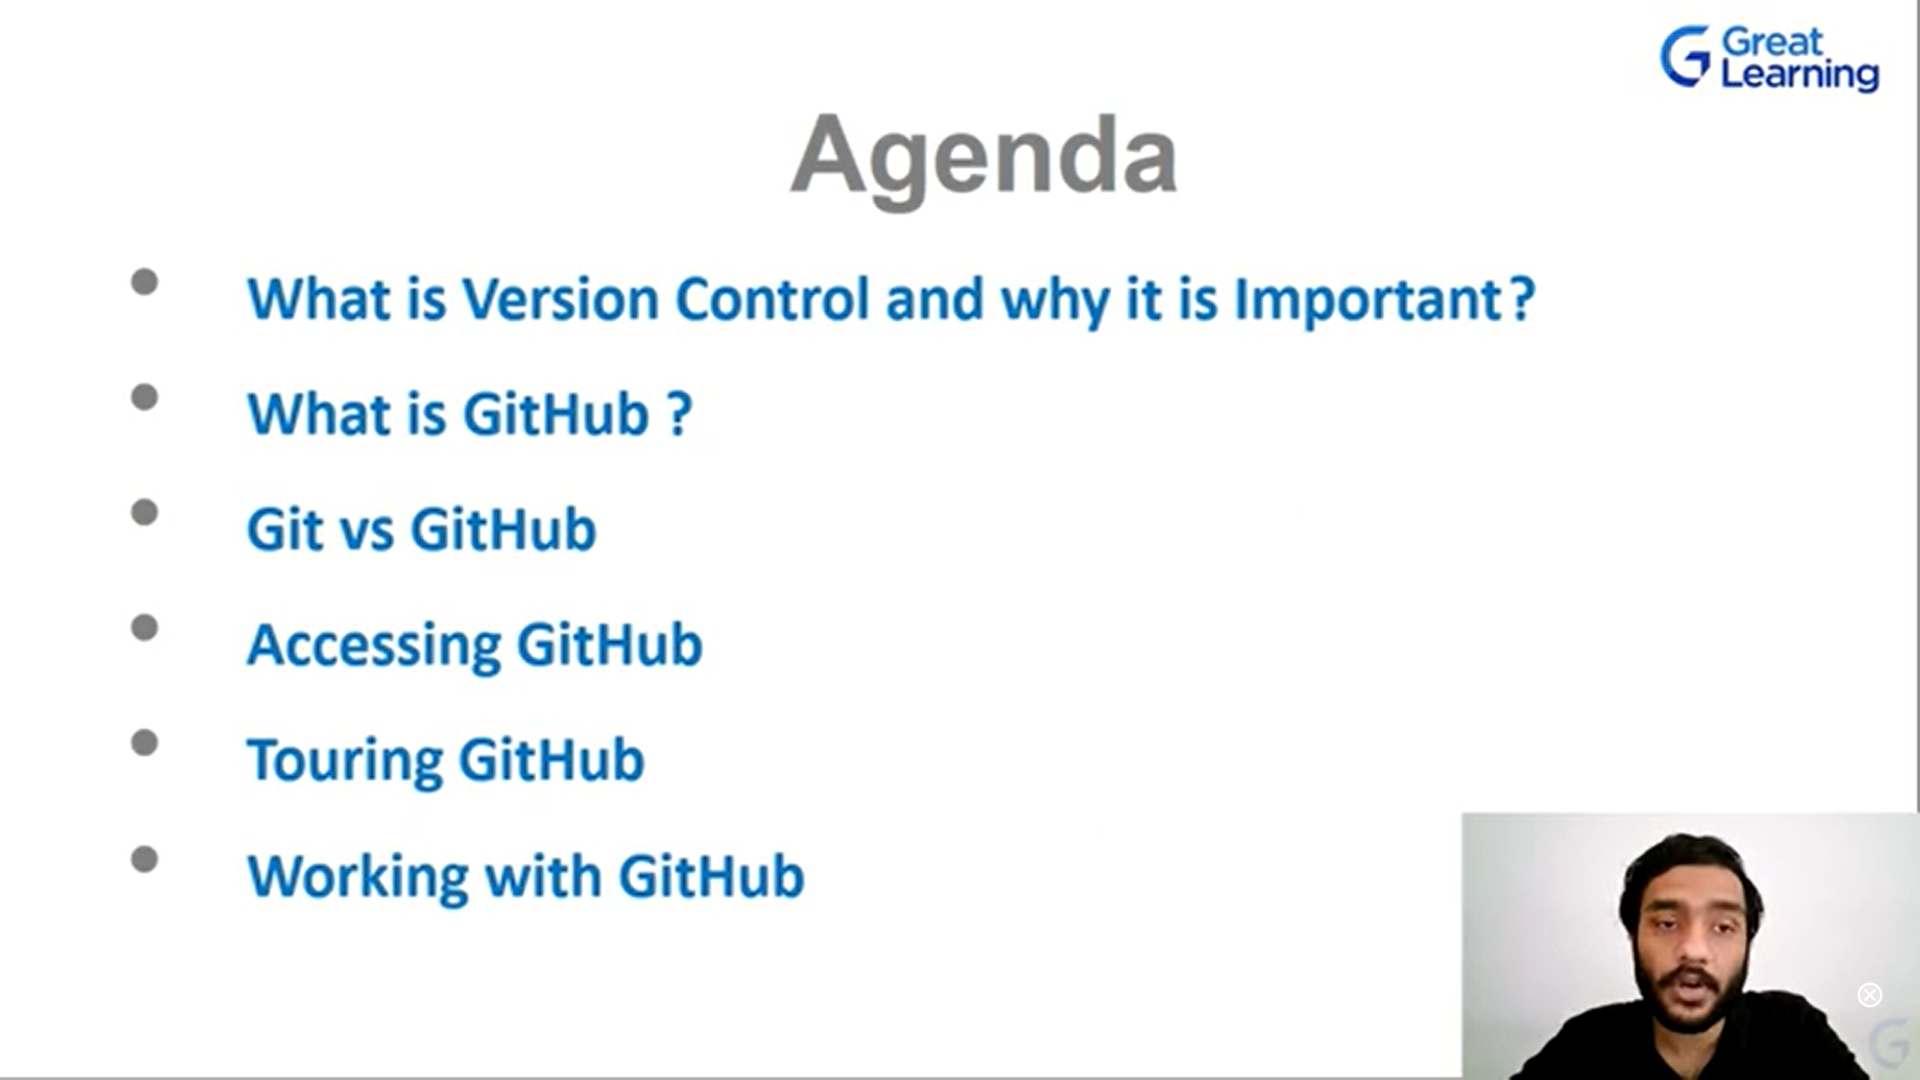 Great
Learning
Agenda
• What is Version Control and why it is Important?
• What is GitHub ?
• Git vs GitHub
• Accessing GitHub
• Touring GitHub
• Working with GitHub